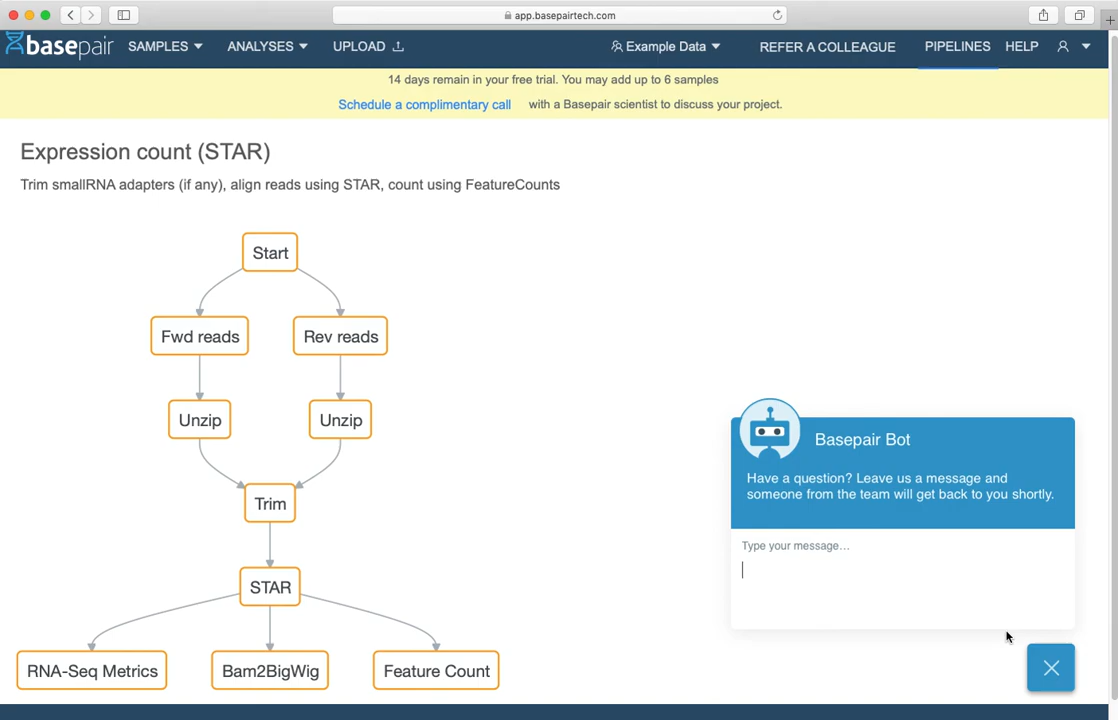 app.basepairtech.com
basepair SAMPLES ANALYSES UPLOAD Example Data REFER A COLLEAGUE PIPELINES HELP
14 days remain in your free trial. You may add up to 6 samples
Schedule a complimentary call with a Basepair scientist to discuss your project.
Expression count (STAR)
Trim smallRNA adapters (if any), align reads using STAR, count using FeatureCounts
Start
Fwd reads Rev reads
Unzip Unzip
Trim
STAR
RNA-Seq Metrics Bam2BigWig Feature Count
Basepair Bot
Have a question? Leave us a message and
someone from the team will get back to you shortly.
Type your message...